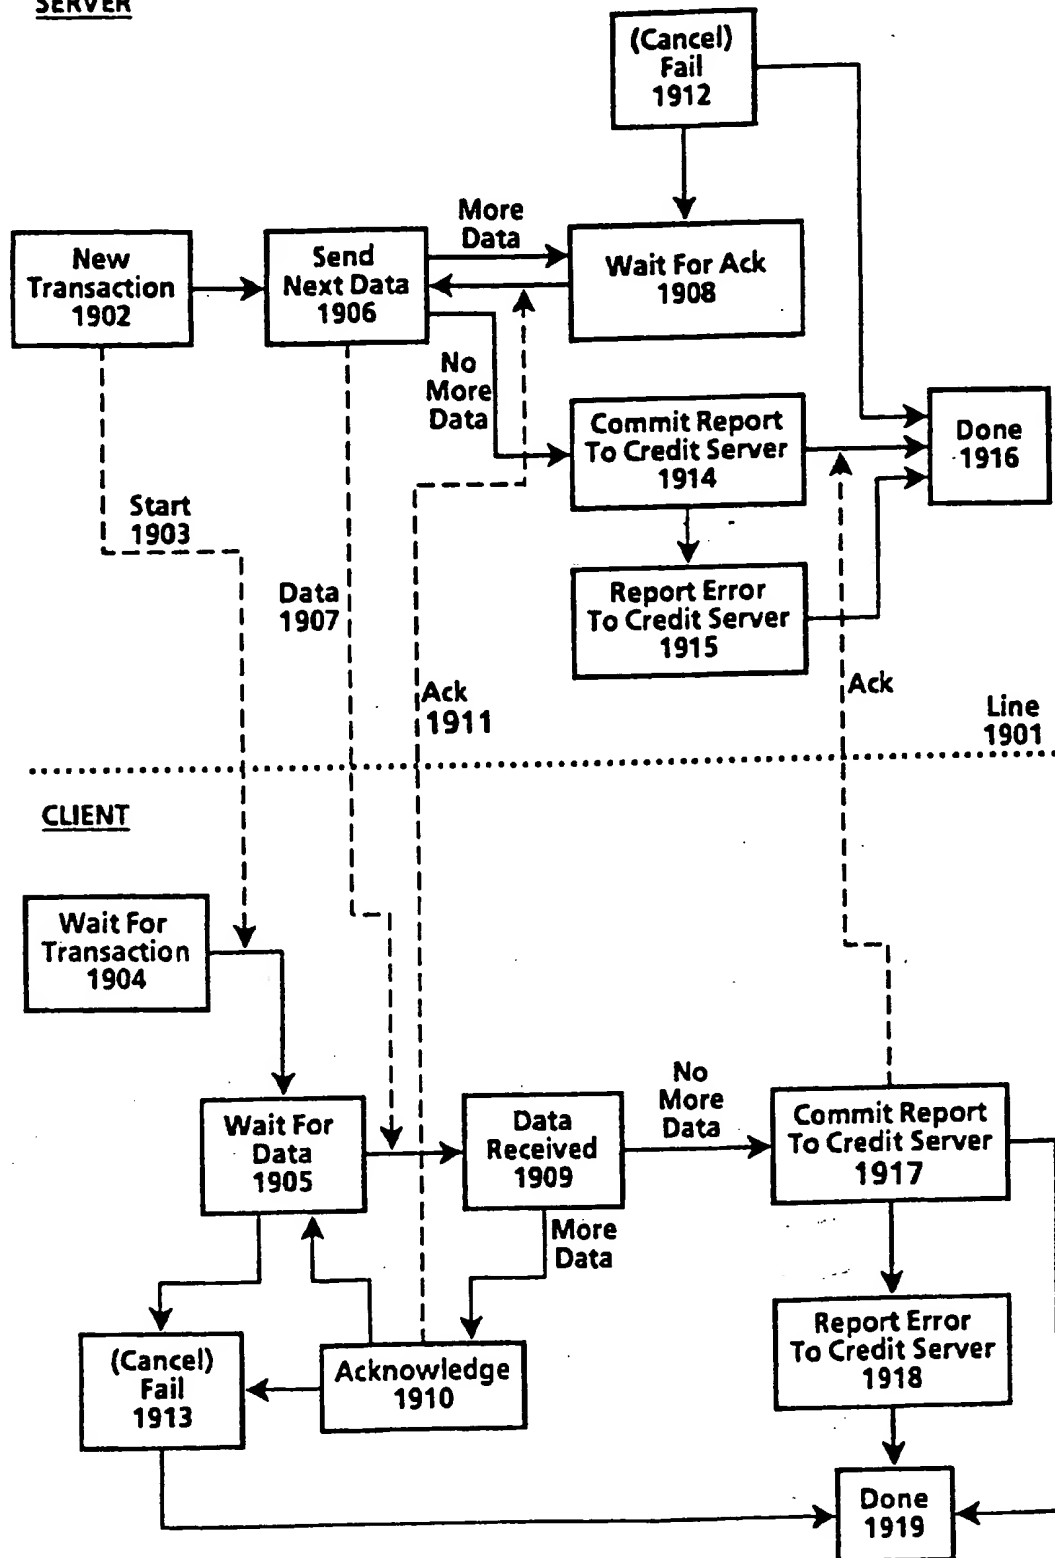 SERVER
(Cancel)
Fail
1912
More
Data
New
Transaction
1902
Send
Next Data
1906
Wait For Ack
1908
No
More
Data
Commit Report
To Credit Server
1914
Done
1916
Start
1903
Data
1907
Report Error
To Credit Server
1915
Ack
1911
Ack
Line
1901
CLIENT
Wait For
Transaction
1904
Wait For
Data
1905
Data
Received
1909
No
More
Data
Commit Report
To Credit Server
1917
More
Data
(Cancel)
Fail
1913
Acknowledge
1910
Report Error
To Credit Server
1918
Done
1919